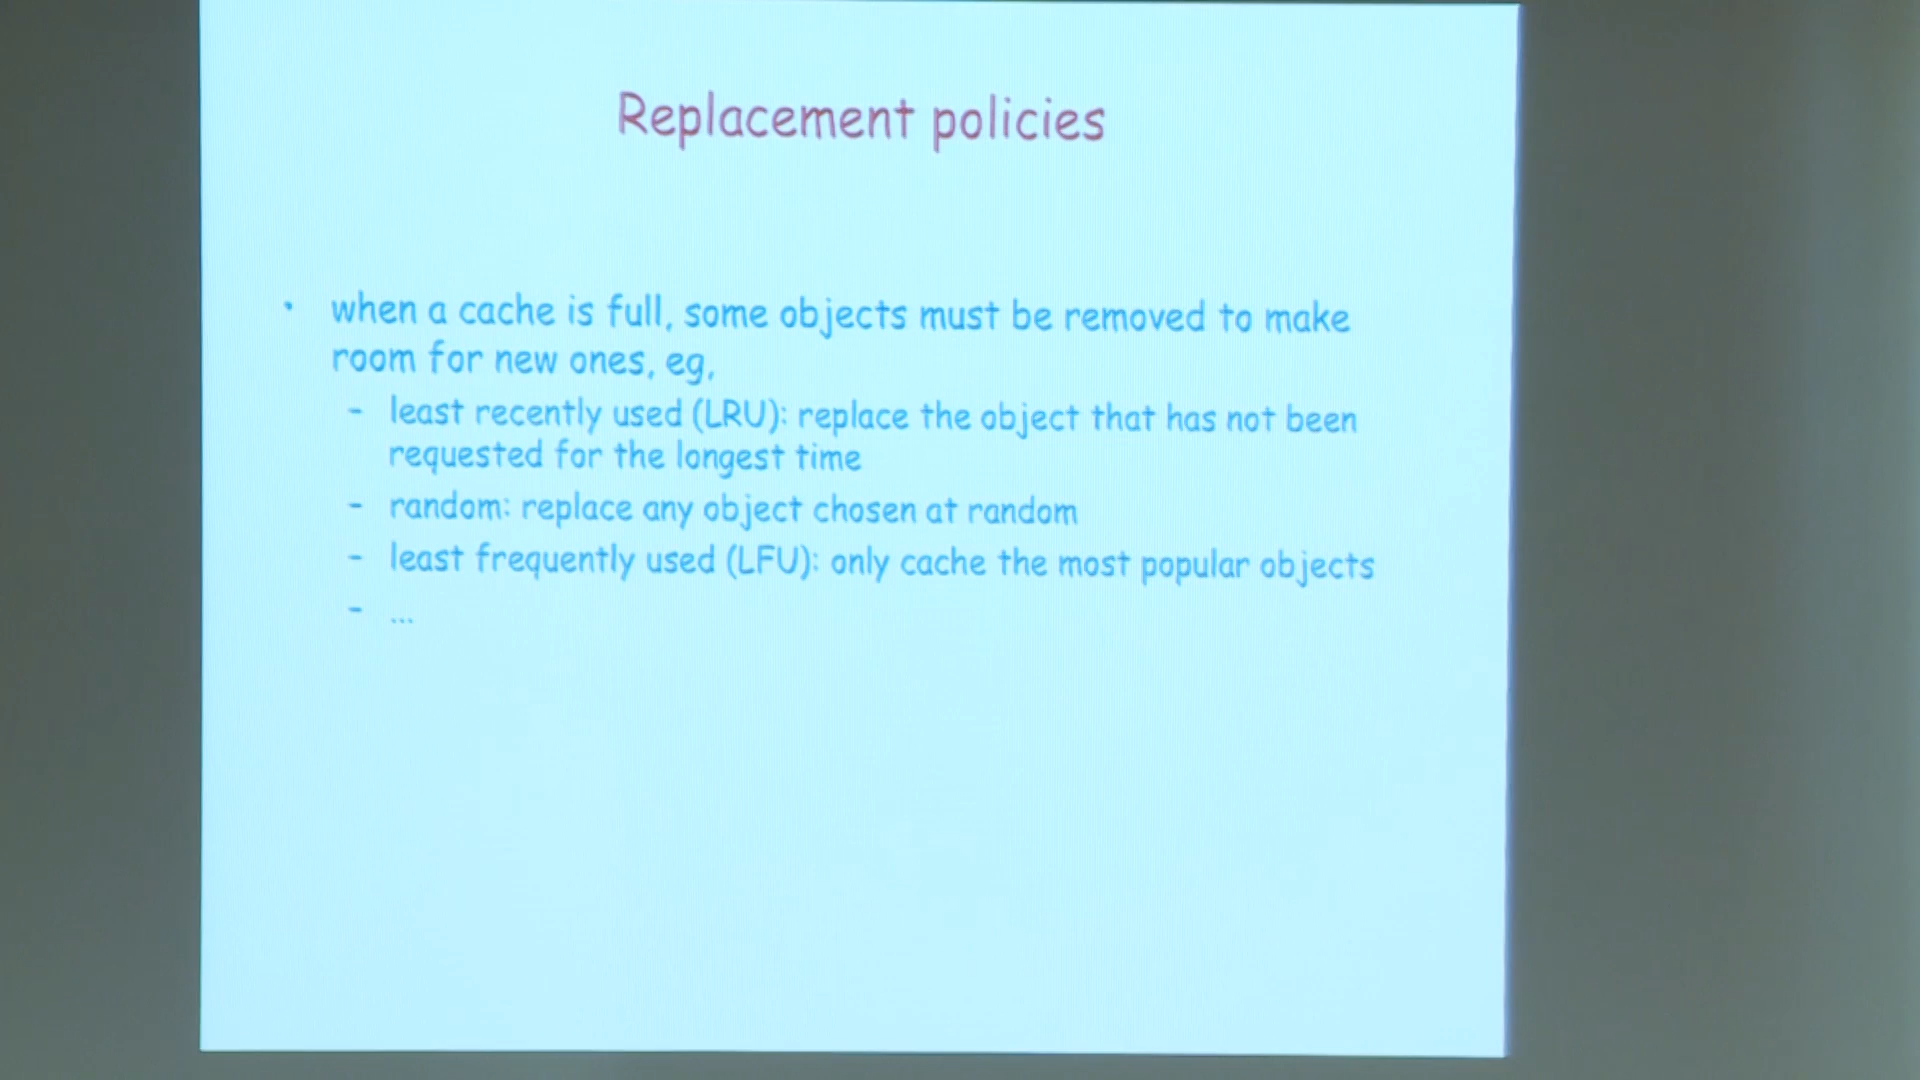 Replacement policies
• when a cache is full, some objects must be removed to make
room for new ones, eg,
- least recently used (LRU): replace the object that has not been
requested for the longest time
- random: replace any object chosen at random
- least frequently used (LFU): only cache the most popular objects
- ...